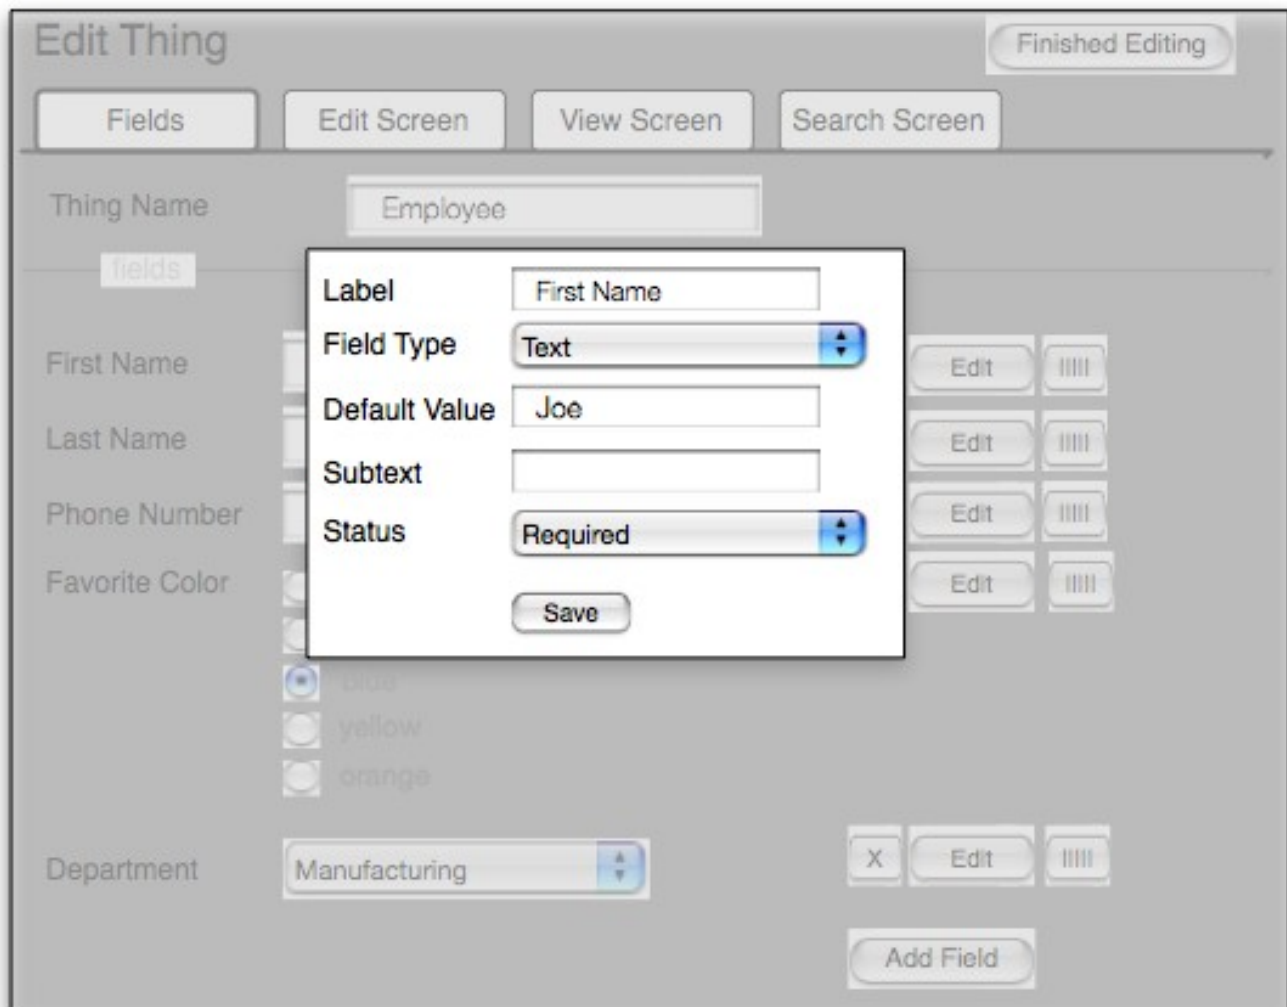 Edit Thing
Finished Editing
Fields
Edit Screen
View Screen
Search Screen
Thing Name
Employee
fields
Label
First Name
Field Type
Text
Default Value
Joe
Subtext
Status
Required
Save
First Name
Edit
Last Name
Edit
Phone Number
Edit
Favorite Color
Edit
blue
yellow
orange
Department
Manufacturing
X
Edit
Add Field